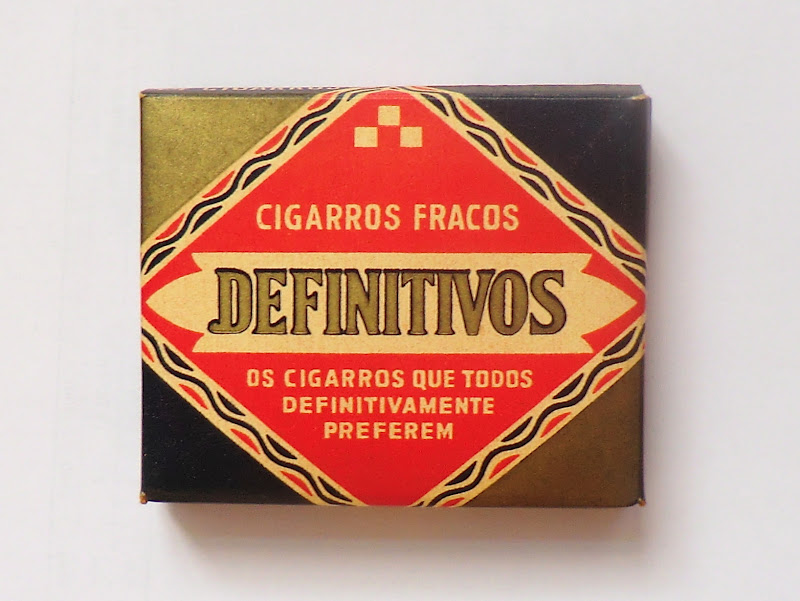 CIGARROS FRACOS
DEFINITIVOS
OS CIGARROS QUE TODOS
DEFINITIVAMENTE
PREFEREM